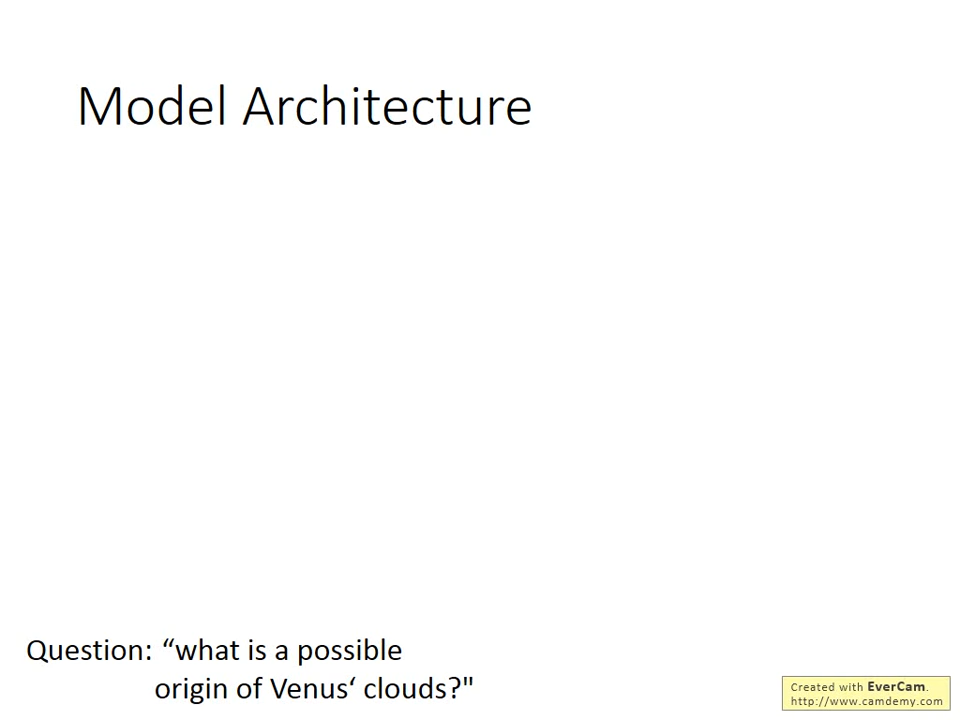 Model Architecture
Question: “what is a possible
origin of Venus‘ clouds?"
Created with EverCam.
http://www.camdemy.com